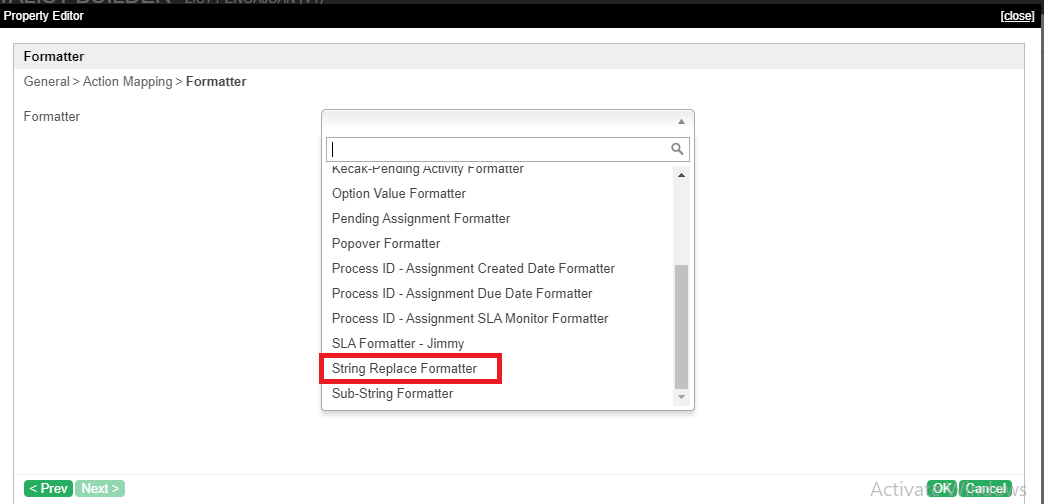 Property Editor
[close]
Formatter
General > Action Mapping > Formatter
Formatter
Kecak-Pending Activity Formatter
Option Value Formatter
Pending Assignment Formatter
Popover Formatter
Process ID - Assignment Created Date Formatter
Process ID - Assignment Due Date Formatter
Process ID - Assignment SLA Monitor Formatter
SLA Formatter - Jimmy
String Replace Formatter
Sub-String Formatter
< Prev
Next >
Activate Windows
OK
Cancel